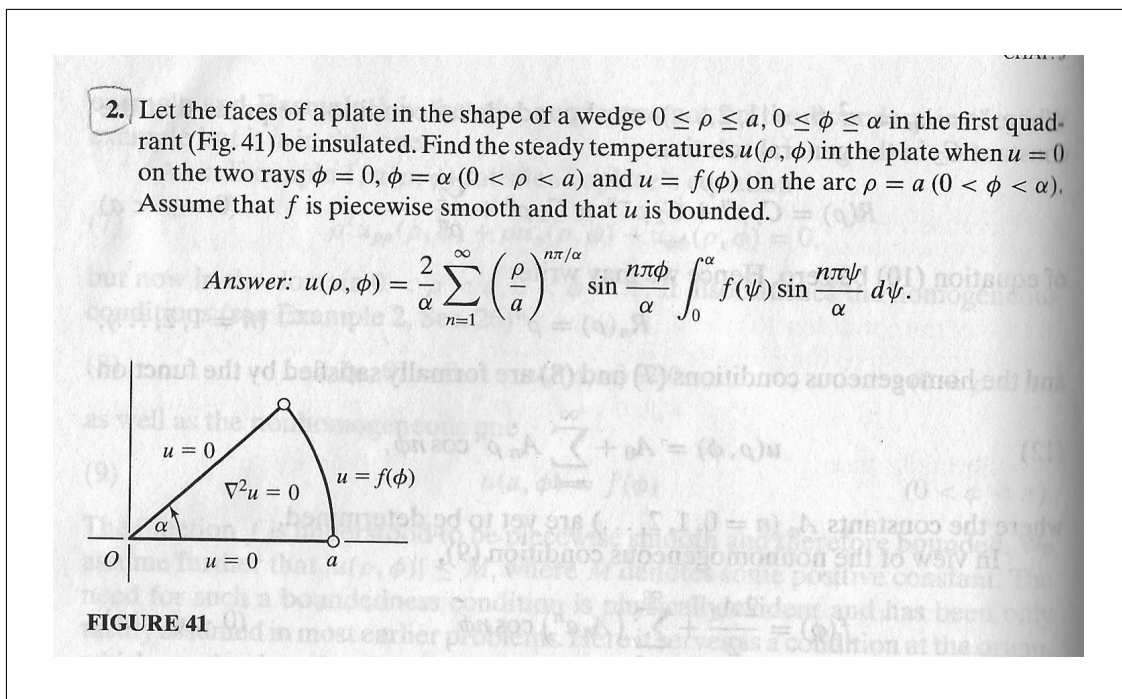 2. Let the faces of a plate in the shape of a wedge 0 ≤ ρ ≤ a, 0 ≤ φ ≤ α in the first quad-
rant (Fig. 41) be insulated. Find the steady temperatures u(ρ, φ) in the plate when u = 0
on the two rays φ = 0, φ = α (0 < ρ < a) and u = f(φ) on the arc ρ = a (0 < φ < α).
Assume that f is piecewise smooth and that u is bounded.
Answer: u(ρ, φ) = 2/α ∑_{n=1}^{∞} (ρ/a)^{nπ/α} sin nπφ/α ∫_0^α f(ψ) sin nπψ/α dψ.
u = 0
u = f(φ)
∇²u = 0
α
O
u = 0
a
FIGURE 41